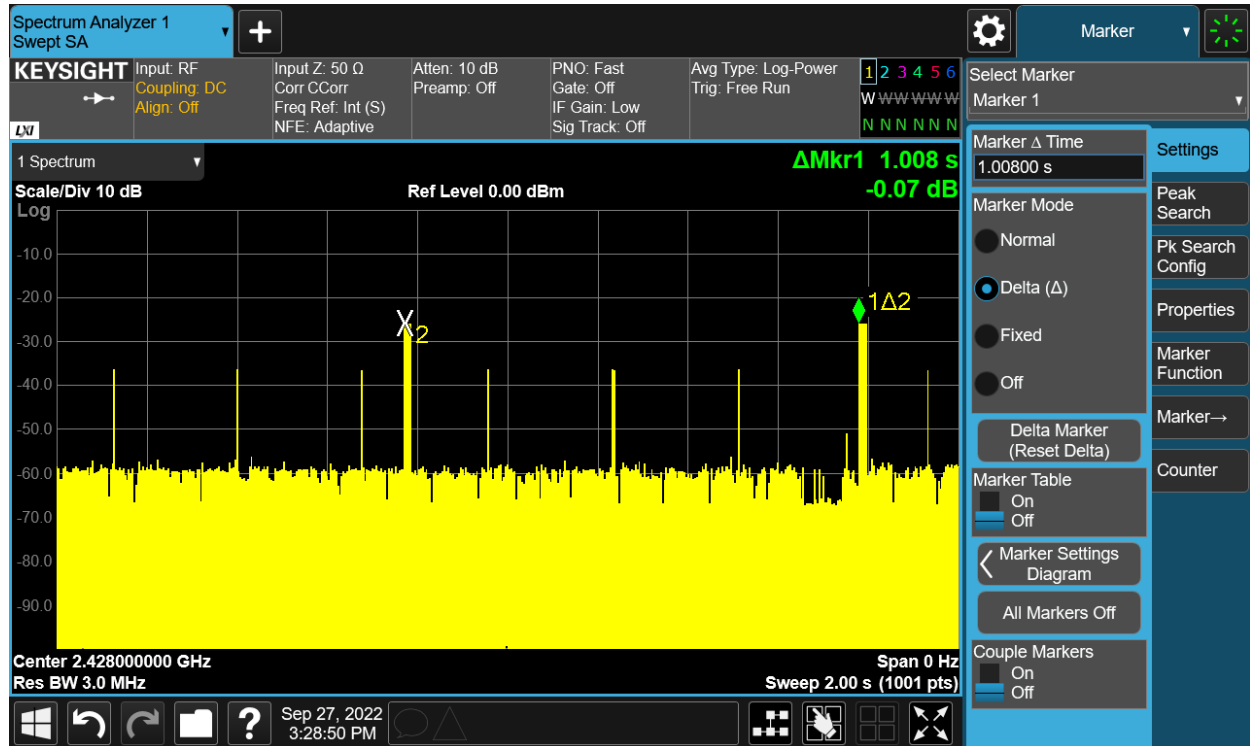 Spectrum Analyzer 1
Swept SA
+
Marker
KEYSIGHT
LXI
Input: RF
Coupling: DC
Align: Off
Input Z: 50 Ω
Corr CCorr
Freq Ref: Int (S)
NFE: Adaptive
Atten: 10 dB
Preamp: Off
PNO: Fast
Gate: Off
IF Gain: Low
Sig Track: Off
Avg Type: Log-Power
Trig: Free Run
1 2 3 4 5 6
W W W W W W
N N N N N N
Select Marker
Marker 1
1 Spectrum
ΔMkr1 1.008 s
-0.07 dB
Scale/Div 10 dB
Ref Level 0.00 dBm
Log
-10.0
-20.0
-30.0
-40.0
-50.0
-60.0
-70.0
-80.0
-90.0
X2
1Δ2
Center 2.428000000 GHz
Res BW 3.0 MHz
Span 0 Hz
Sweep 2.00 s (1001 pts)
Marker Δ Time
1.00800 s
Marker Mode
Normal
Delta (Δ)
Fixed
Off
Delta Marker
(Reset Delta)
Marker Table
On
Off
Marker Settings
Diagram
All Markers Off
Couple Markers
On
Off
Settings
Peak
Search
Pk Search
Config
Properties
Marker
Function
Marker→
Counter
?
Sep 27, 2022
3:28:50 PM